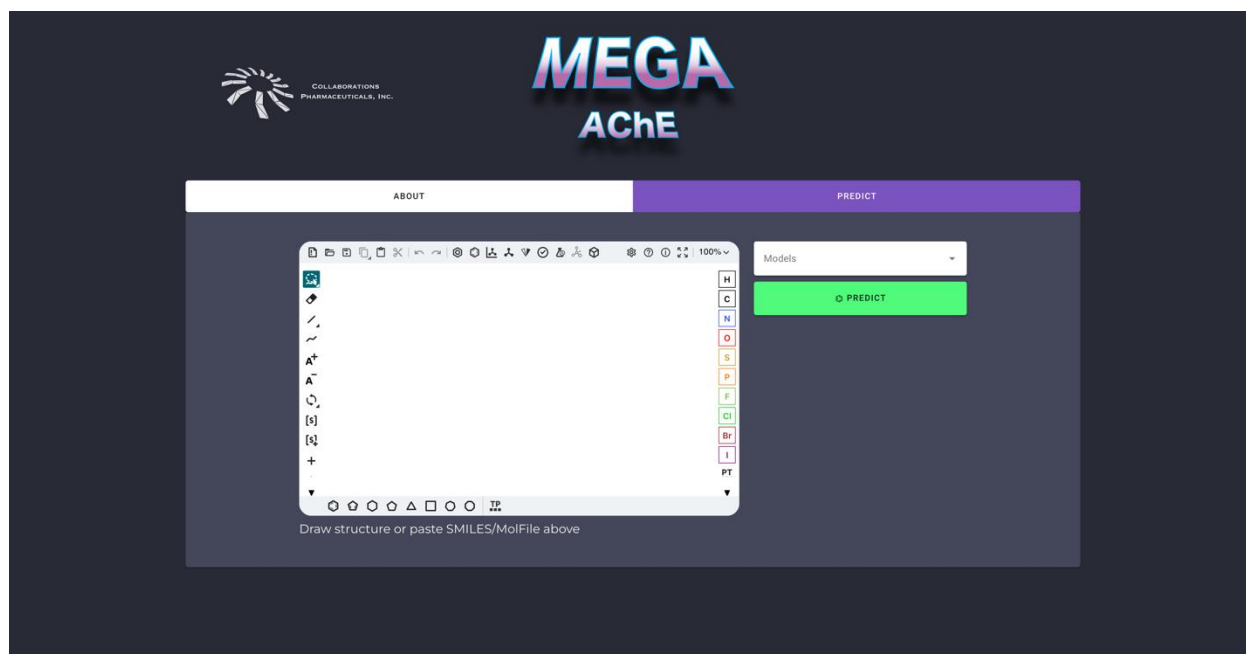 COLLABORATIONS
PHARMACEUTICALS, INC.
MEGA
AChE
ABOUT
PREDICT
100%
Models
PREDICT
H
C
N
O
S
P
F
Cl
Br
I
PT
A+
A−
[S]
[S]
TP
Draw structure or paste SMILES/MolFile above